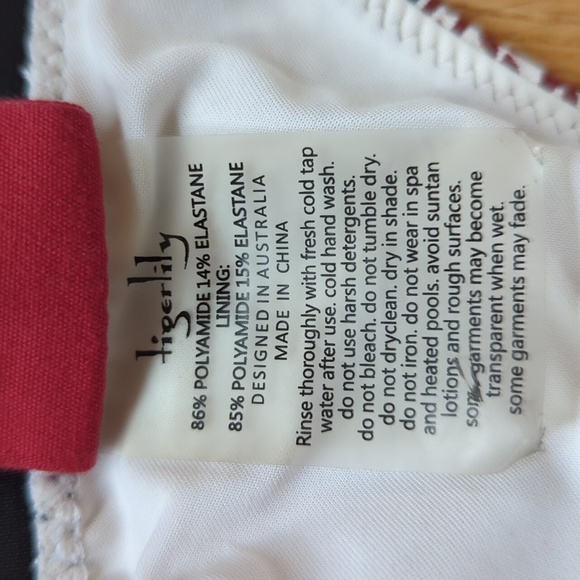 tigerlily
86% POLYAMIDE 14% ELASTANE
LINING:
85% POLYAMIDE 15% ELASTANE
DESIGNED IN AUSTRALIA
MADE IN CHINA
Rinse thoroughly with fresh cold tap
water after use. cold hand wash.
do not use harsh detergents.
do not bleach. do not tumble dry.
do not dryclean. dry in shade.
do not iron. do not wear in spa
and heated pools. avoid suntan
lotions and rough surfaces.
some garments may become
transparent when wet.
some garments may fade.